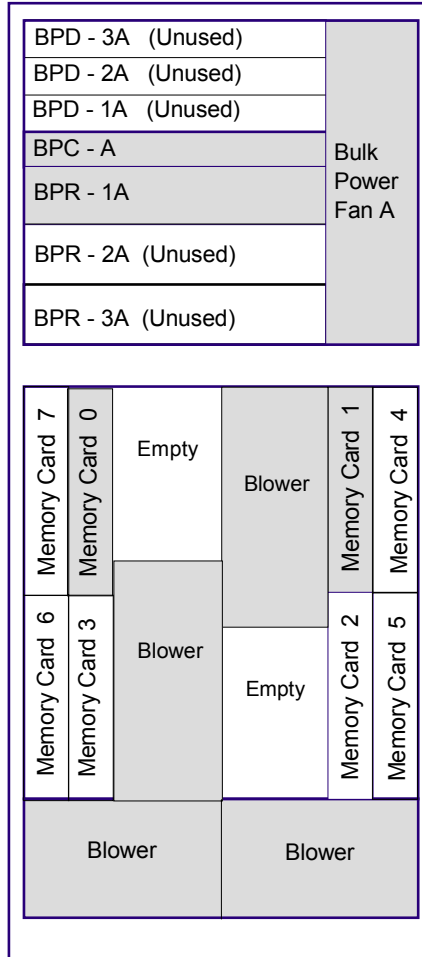 BPD - 3A (Unused)
BPD - 2A (Unused)
BPD - 1A (Unused)
BPC - A
BPR - 1A
BPR - 2A (Unused)
BPR - 3A (Unused)
Bulk
Power
Fan A
Memory Card 7
Memory Card 0
Empty
Blower
Memory Card 1
Memory Card 4
Memory Card 6
Memory Card 3
Blower
Empty
Memory Card 2
Memory Card 5
Blower
Blower